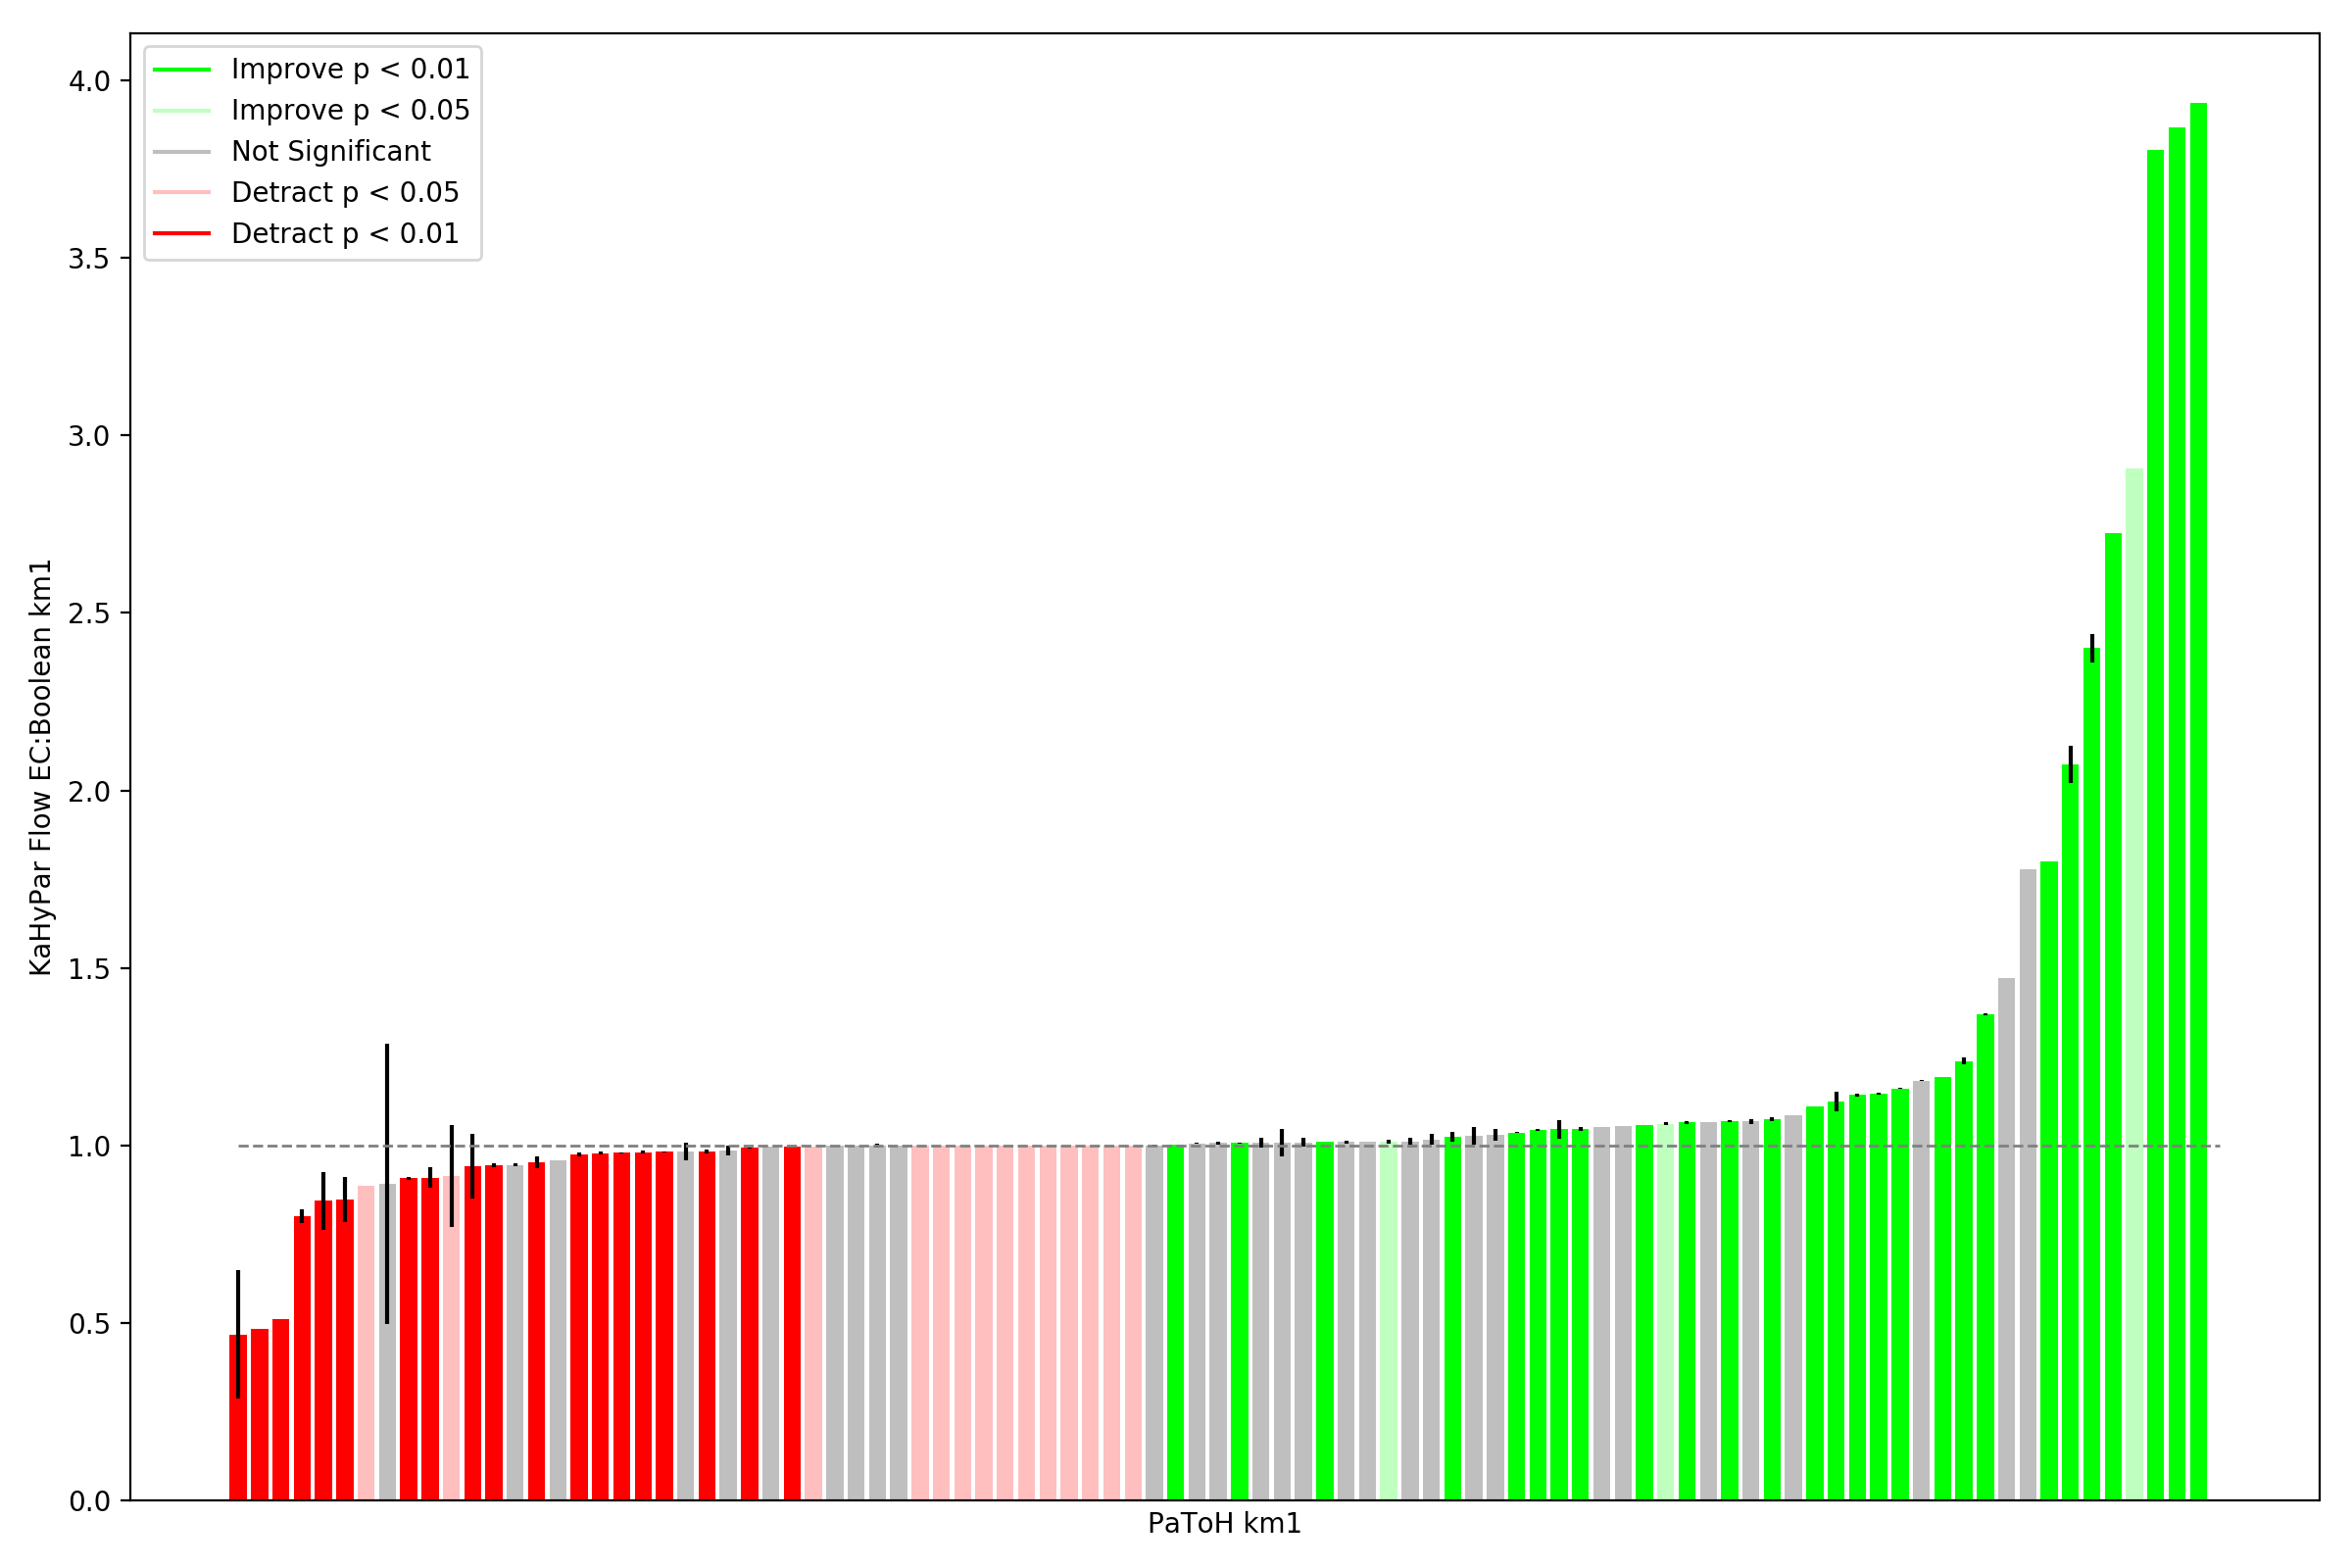 Improve p < 0.01
Improve p < 0.05
Not Significant
Detract p < 0.05
Detract p < 0.01
4.0
3.5
3.0
2.5
2.0
1.5
1.0
0.5
0.0
KaHyPar Flow EC:Boolean km1
PaToH km1